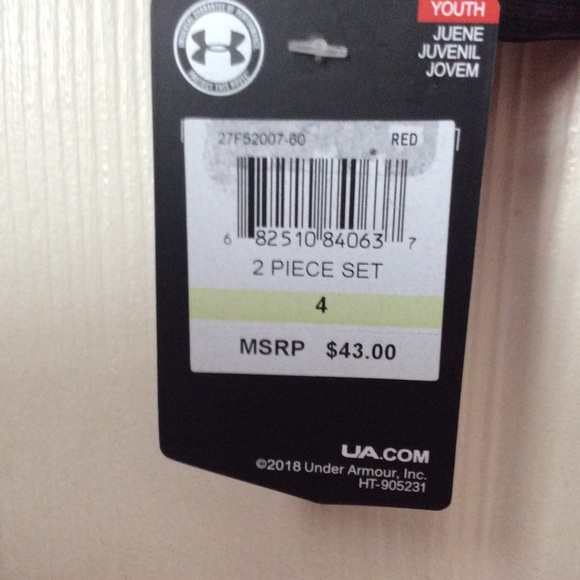 YOUTH
JUENE
JUVENIL
JOVEM
27F52007-60 RED
6 82510 84063 7
2 PIECE SET
4
MSRP $43.00
UA.COM
©2018 Under Armour, Inc.
HT-905231